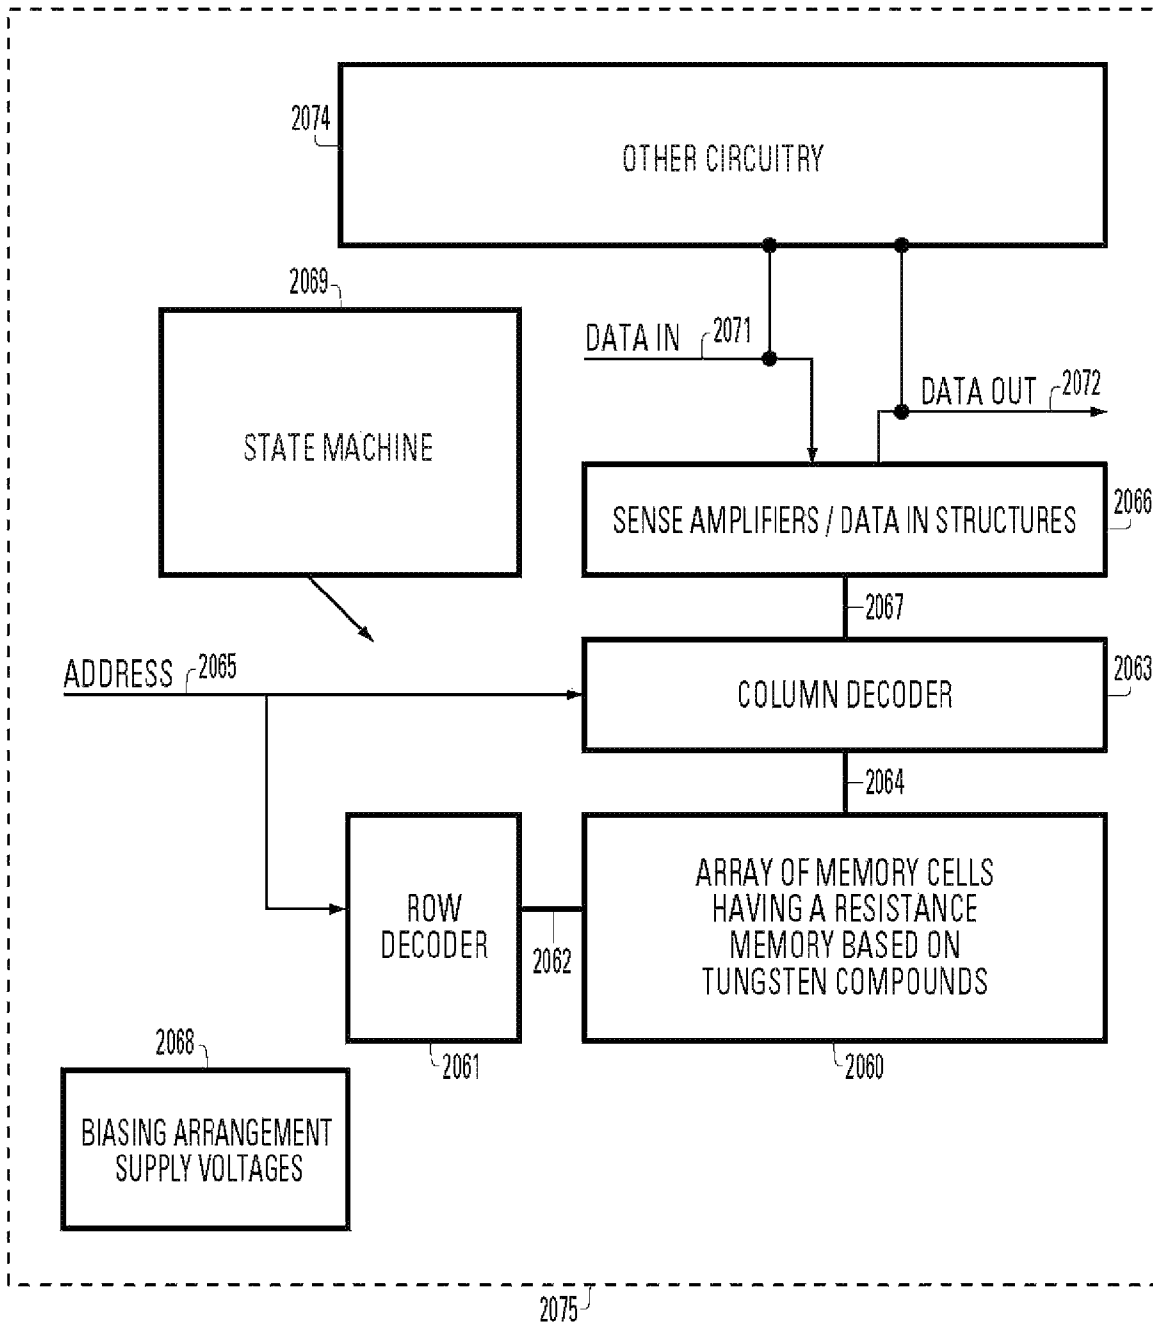 2074
OTHER CIRCUITRY
2069
STATE MACHINE
DATA IN
2071
DATA OUT
2072
SENSE AMPLIFIERS / DATA IN STRUCTURES
2066
2067
ADDRESS
2065
COLUMN DECODER
2063
2064
ROW
DECODER
2061
2062
ARRAY OF MEMORY CELLS
HAVING A RESISTANCE
MEMORY BASED ON
TUNGSTEN COMPOUNDS
2060
2068
BIASING ARRANGEMENT
SUPPLY VOLTAGES
2075